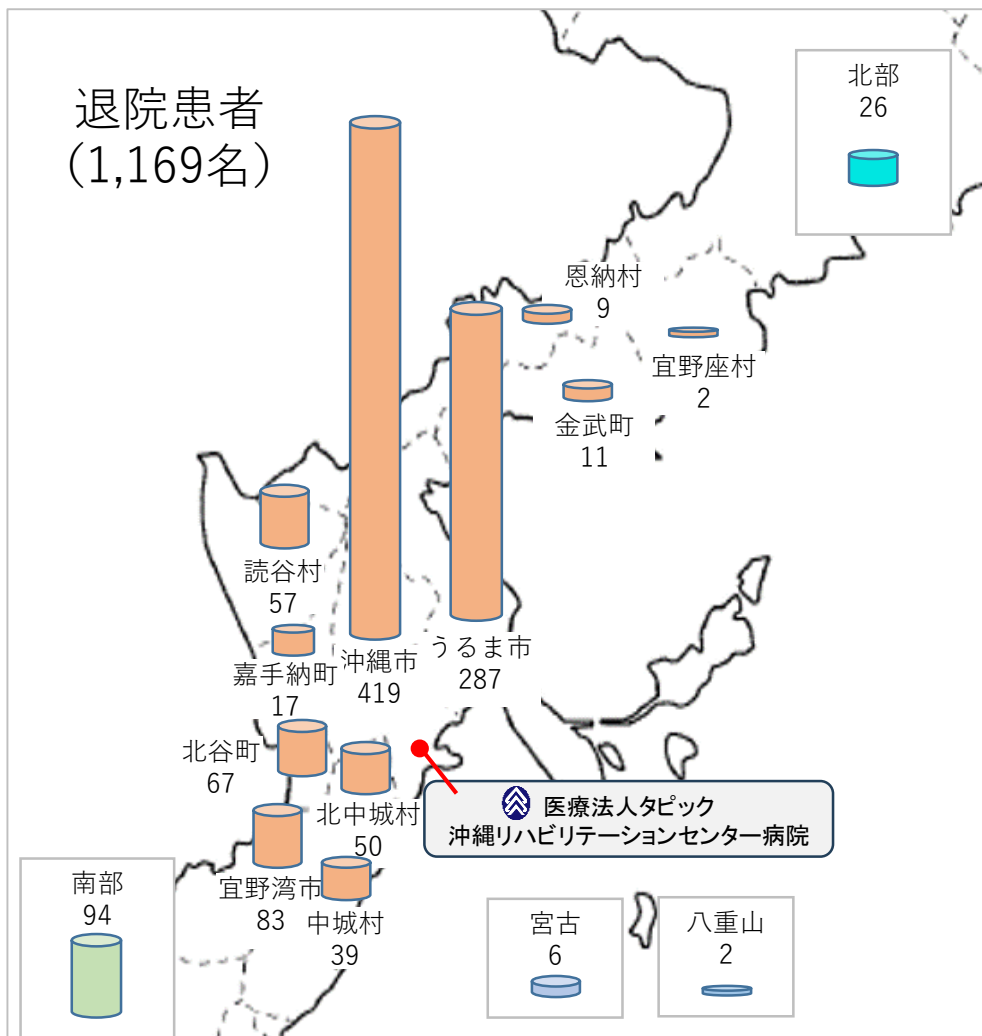 退院患者
(1,169名)
北部
26
恩納村
9
宜野座村
2
金武町
11
読谷村
57
嘉手納町
17
沖縄市
419
うるま市
287
北谷町
67
北中城村
50
医療法人タピック
沖縄リハビリテーションセンター病院
宜野湾市
83
中城村
39
南部
94
宮古
6
八重山
2